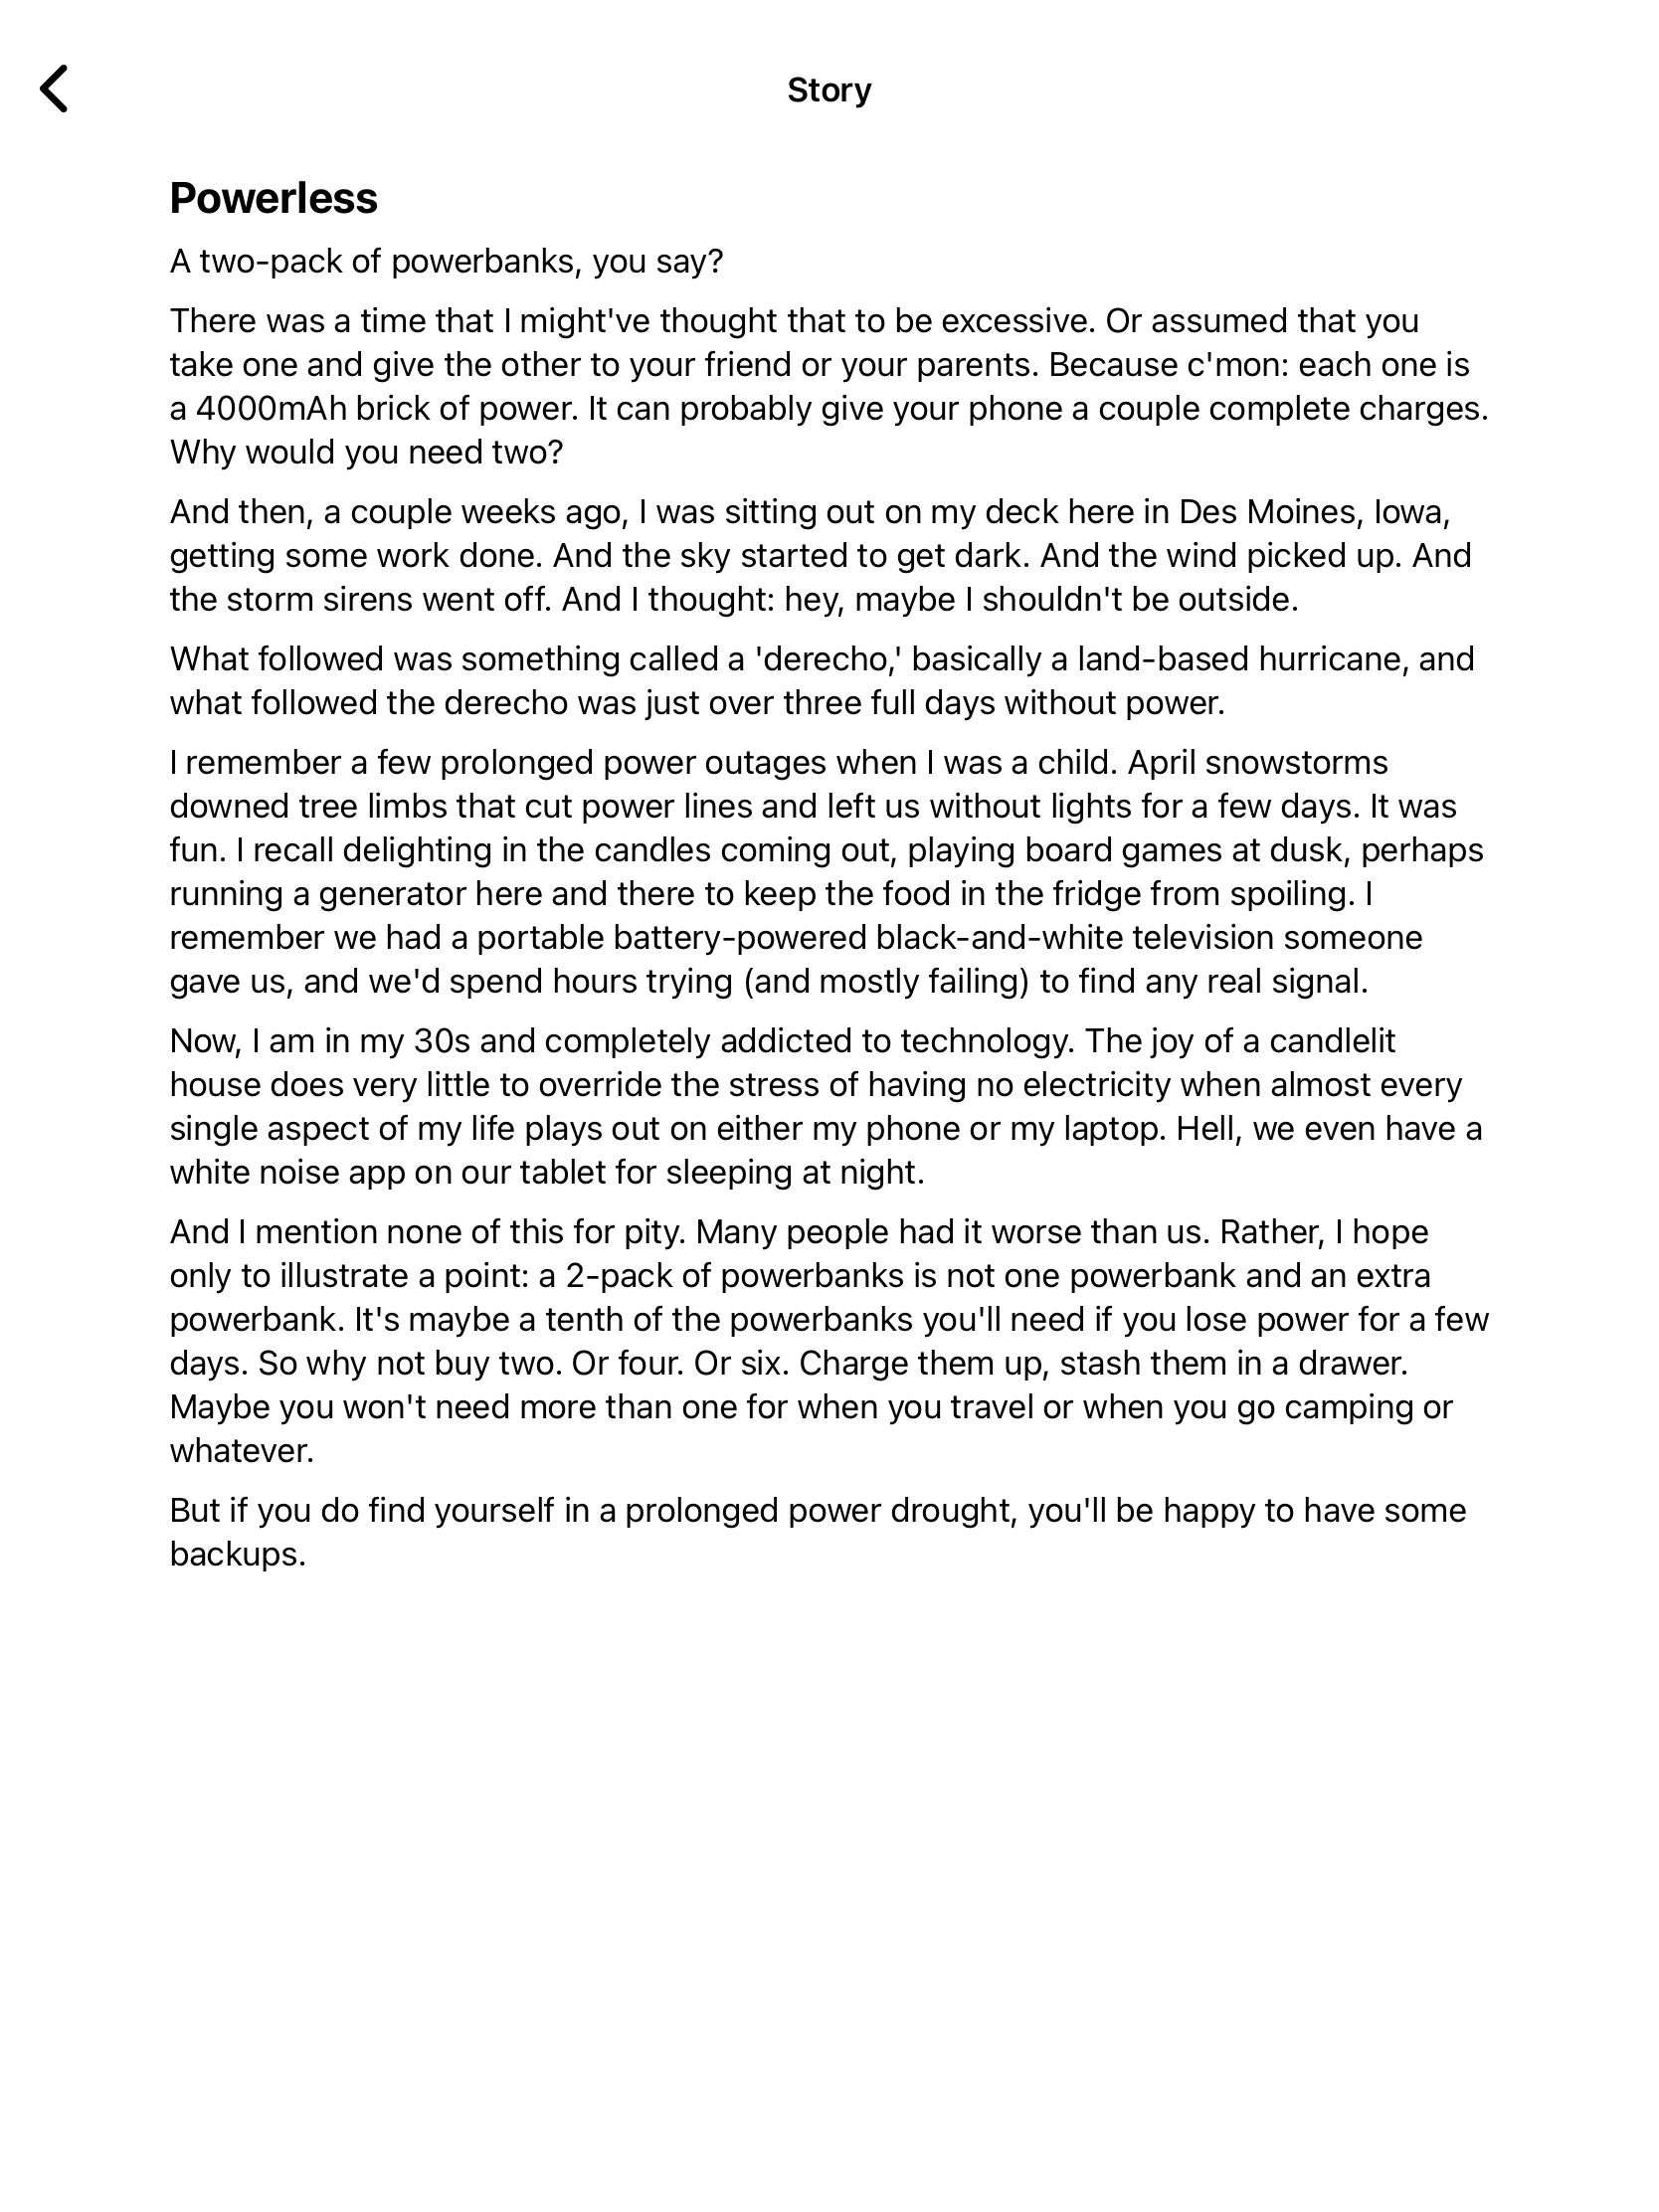 Story
Powerless
A two-pack of powerbanks, you say?
There was a time that I might've thought that to be excessive. Or assumed that you
take one and give the other to your friend or your parents. Because c'mon: each one is
a 4000mAh brick of power. It can probably give your phone a couple complete charges.
Why would you need two?
And then, a couple weeks ago, I was sitting out on my deck here in Des Moines, Iowa,
getting some work done. And the sky started to get dark. And the wind picked up. And
the storm sirens went off. And I thought: hey, maybe I shouldn't be outside.
What followed was something called a 'derecho,' basically a land-based hurricane, and
what followed the derecho was just over three full days without power.
I remember a few prolonged power outages when I was a child. April snowstorms
downed tree limbs that cut power lines and left us without lights for a few days. It was
fun. I recall delighting in the candles coming out, playing board games at dusk, perhaps
running a generator here and there to keep the food in the fridge from spoiling. I
remember we had a portable battery-powered black-and-white television someone
gave us, and we'd spend hours trying (and mostly failing) to find any real signal.
Now, I am in my 30s and completely addicted to technology. The joy of a candlelit
house does very little to override the stress of having no electricity when almost every
single aspect of my life plays out on either my phone or my laptop. Hell, we even have a
white noise app on our tablet for sleeping at night.
And I mention none of this for pity. Many people had it worse than us. Rather, I hope
only to illustrate a point: a 2-pack of powerbanks is not one powerbank and an extra
powerbank. It's maybe a tenth of the powerbanks you'll need if you lose power for a few
days. So why not buy two. Or four. Or six. Charge them up, stash them in a drawer.
Maybe you won't need more than one for when you travel or when you go camping or
whatever.
But if you do find yourself in a prolonged power drought, you'll be happy to have some
backups.